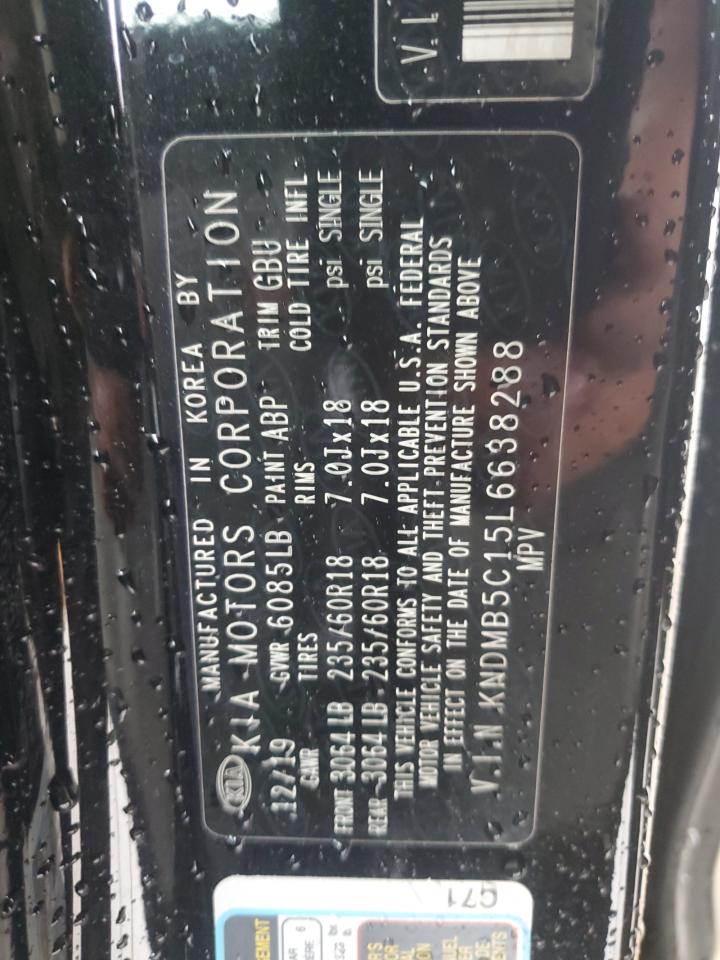 V.I
MANUFACTURED IN KOREA BY
KIA KIA MOTORS CORPORATION
12/19 GVWR 6085LB PAINT ABP TRIM GBU
GAWR TIRES RIMS COLD TIRE INFL
FRONT 3064LB 235/60R18 7.0Jx18 psi SINGLE
REAR 3064LB 235/60R18 7.0Jx18 psi SINGLE
THIS VEHICLE CONFORMS TO ALL APPLICABLE U.S.A. FEDERAL
MOTOR VEHICLE SAFETY AND THEFT PREVENTION STANDARDS
IN EFFECT ON THE DATE OF MANUFACTURE SHOWN ABOVE
V.I.N KNDMB5C15L6638288
MPV
C71